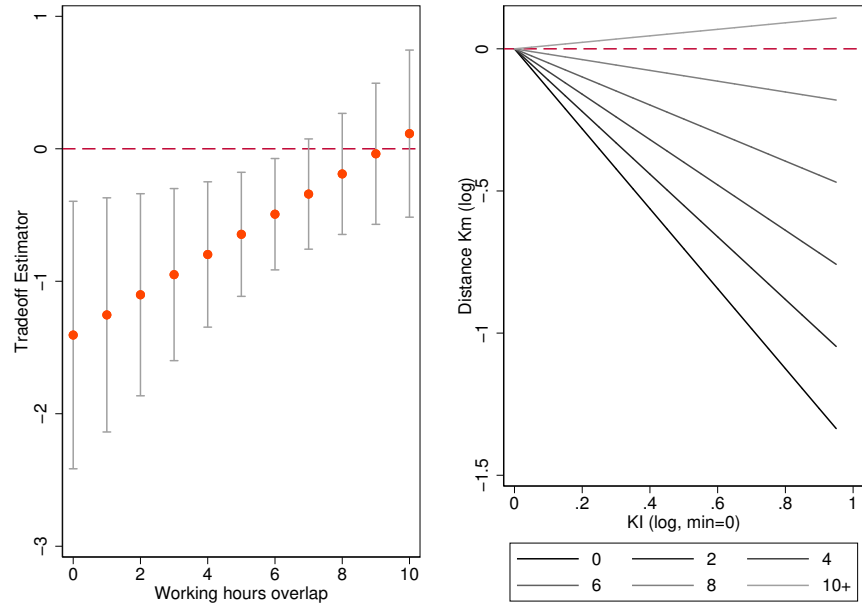 1
0
−1
−2
−3
Tradeoff Estimator
0 2 4 6 8 10
Working hours overlap
0
−.5
−1
−1.5
Distance Km (log)
0 .2 .4 .6 .8 1
KI (log, min=0)
0 2 4
6 8 10+